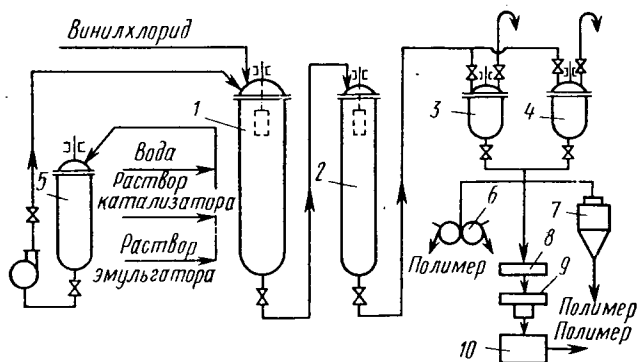 Винилхлорид
1
3
4
5
Вода
Раствор
катализатора
2
Раствор
эмульгатора
6
7
Полимер
8
9
Полимер
Полимер
10